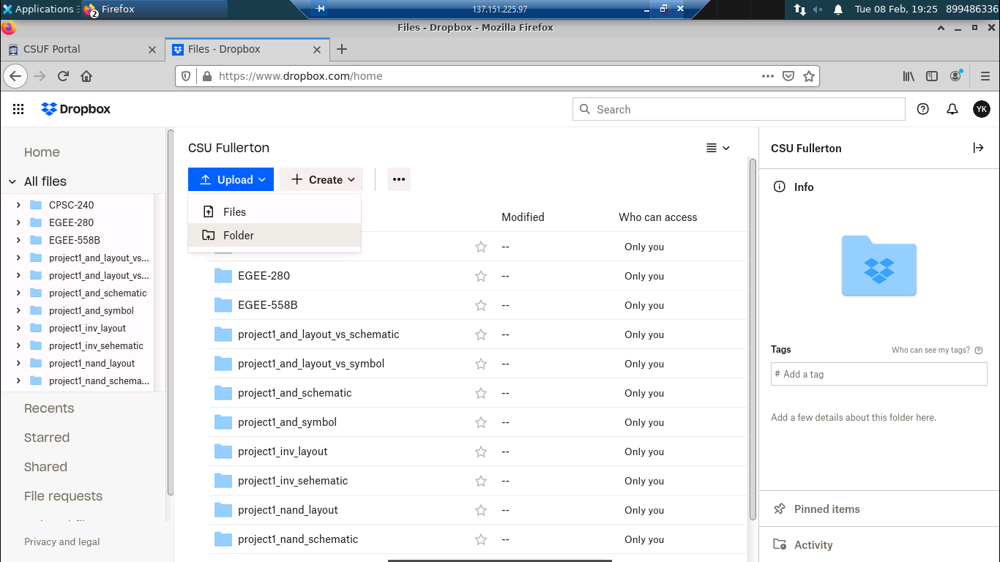 Applications
2
Firefox
137.151.225.97
Tue 08 Feb, 19:25
899486336
Files - Dropbox - Mozilla Firefox
CSUF Portal
Files - Dropbox
https://www.dropbox.com/home
Dropbox
Search
YK
Home
All files
CPSC-240
EGEE-280
EGEE-558B
project1_and_layout_vs...
project1_and_layout_vs...
project1_and_schematic
project1_and_symbol
project1_inv_layout
project1_inv_sehematic
project1_nand_layout
project1_nand_schema...
Recents
Starred
Shared
File requests
Privacy and legal
CSU Fullerton
Upload
Create
Files
Folder
Modified
Who can access
-- Only you
EGEE-280 -- Only you
EGEE-558B -- Only you
project1_and_layout_vs_schematic -- Only you
project1_and_layout_vs_symbol -- Only you
project1_and_schematic -- Only you
project1_and_symbol -- Only you
project1_inv_layout -- Only you
project1_inv_sehematic -- Only you
project1_nand_layout -- Only you
project1_nand_schematic -- Only you
CSU Fullerton
Info
Tags
Who can see my tags?
# Add a tag
Add a few details about this folder here.
Pinned items
Activity